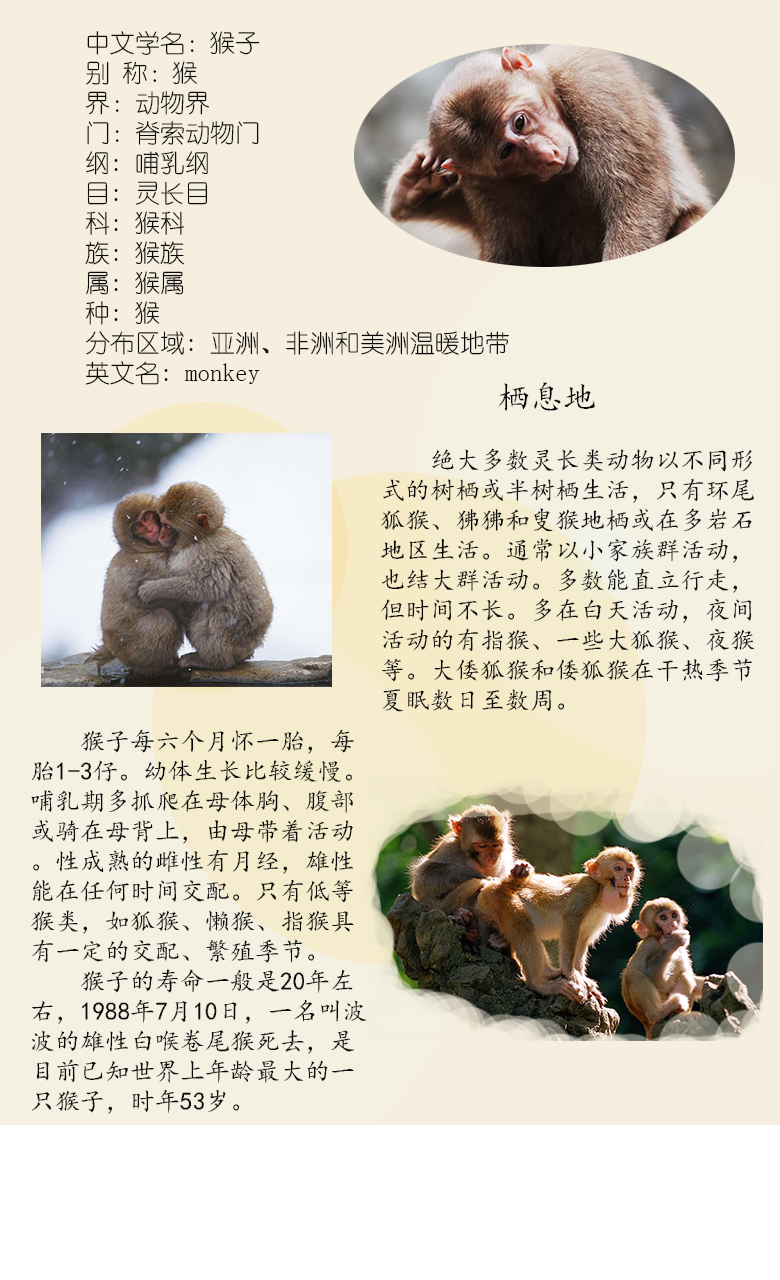 中文学名：猴子
别 称：猴
界：动物界
门：脊索动物门
纲：哺乳纲
目：灵长目
科：猴科
族：猴族
属：猴属
种：猴
分布区域：亚洲、非洲和美洲温暖地带
英文名：monkey
栖息地
绝大多数灵长类动物以不同形
式的树栖或半树栖生活，只有环尾
狐猴、狒狒和叟猴地栖或在多岩石
地区生活。通常以小家族群活动，
也结大群活动。多数能直立行走，
但时间不长。多在白天活动，夜间
活动的有指猴、一些大狐猴、夜猴
等。大倭狐猴和倭狐猴在干热季节
夏眠数日至数周。
猴子每六个月怀一胎，每
胎1-3仔。幼体生长比较缓慢。
哺乳期多抓爬在母体胸、腹部
或骑在母背上，由母带着活动
。性成熟的雌性有月经，雄性
能在任何时间交配。只有低等
猴类，如狐猴、懒猴、指猴具
有一定的交配、繁殖季节。
猴子的寿命一般是20年左
右，1988年7月10日，一名叫波
波的雄性白喉卷尾猴死去，是
目前已知世界上年龄最大的一
只猴子，时年53岁。